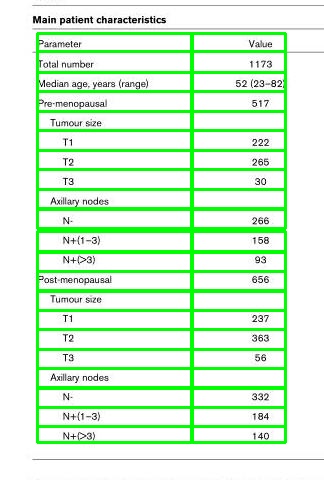 Main patient characteristics
Parameter Value
Total number 1173
Median age, years (range) 52 (23–82)
Pre-menopausal 517
Tumour size
T1 222
T2 265
T3 30
Axillary nodes
N- 266
N+(1–3) 158
N+(>3) 93
Post-menopausal 656
Tumour size
T1 237
T2 363
T3 56
Axillary nodes
N- 332
N+(1–3) 184
N+(>3) 140